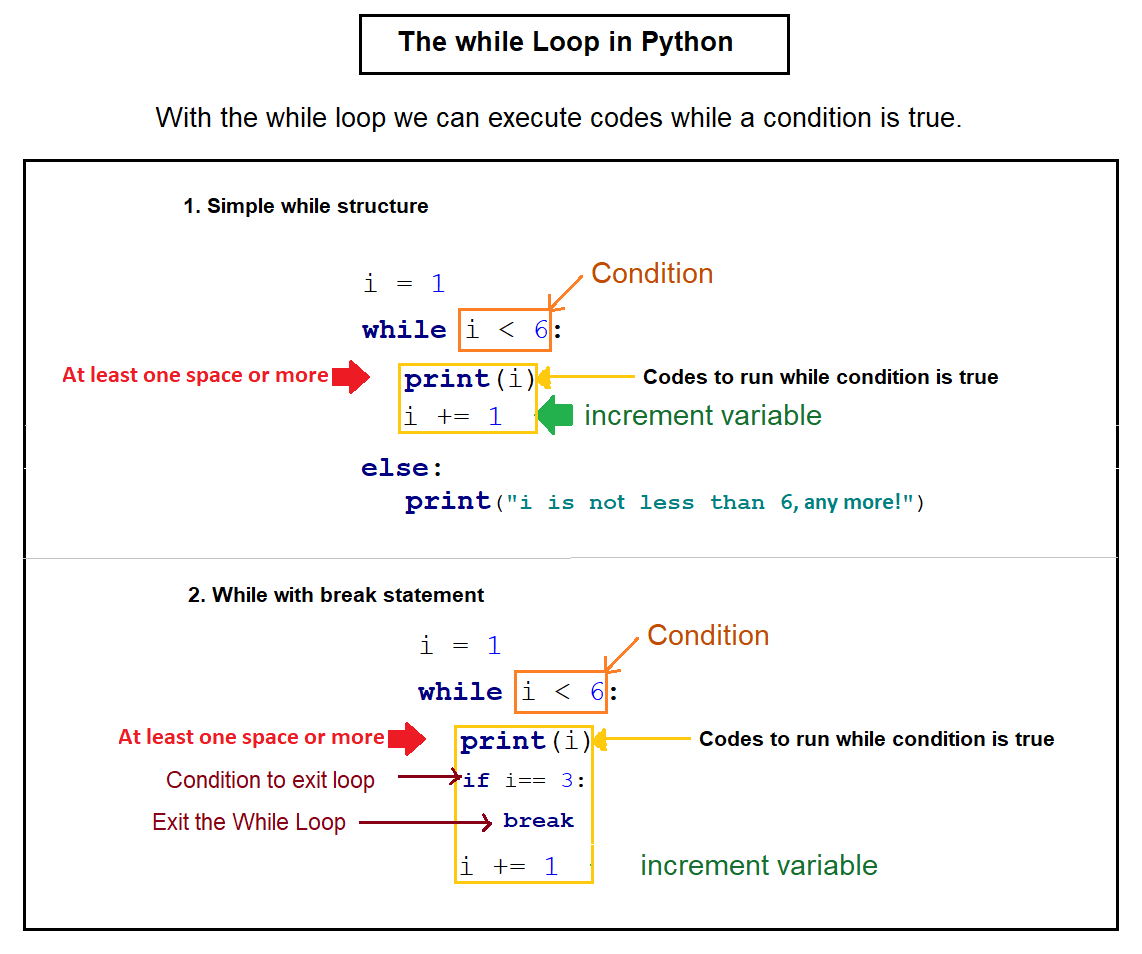 The while Loop in Python
With the while loop we can execute codes while a condition is true.
1. Simple while structure
Condition
i = 1
while i < 6:
At least one space or more print(i) Codes to run while condition is true
i += 1 increment variable
else:
print("i is not less than 6, any more!")
2. While with break statement
Condition
i = 1
while i < 6:
At least one space or more print(i) Codes to run while condition is true
Condition to exit loop if i== 3:
Exit the While Loop break
i += 1 increment variable